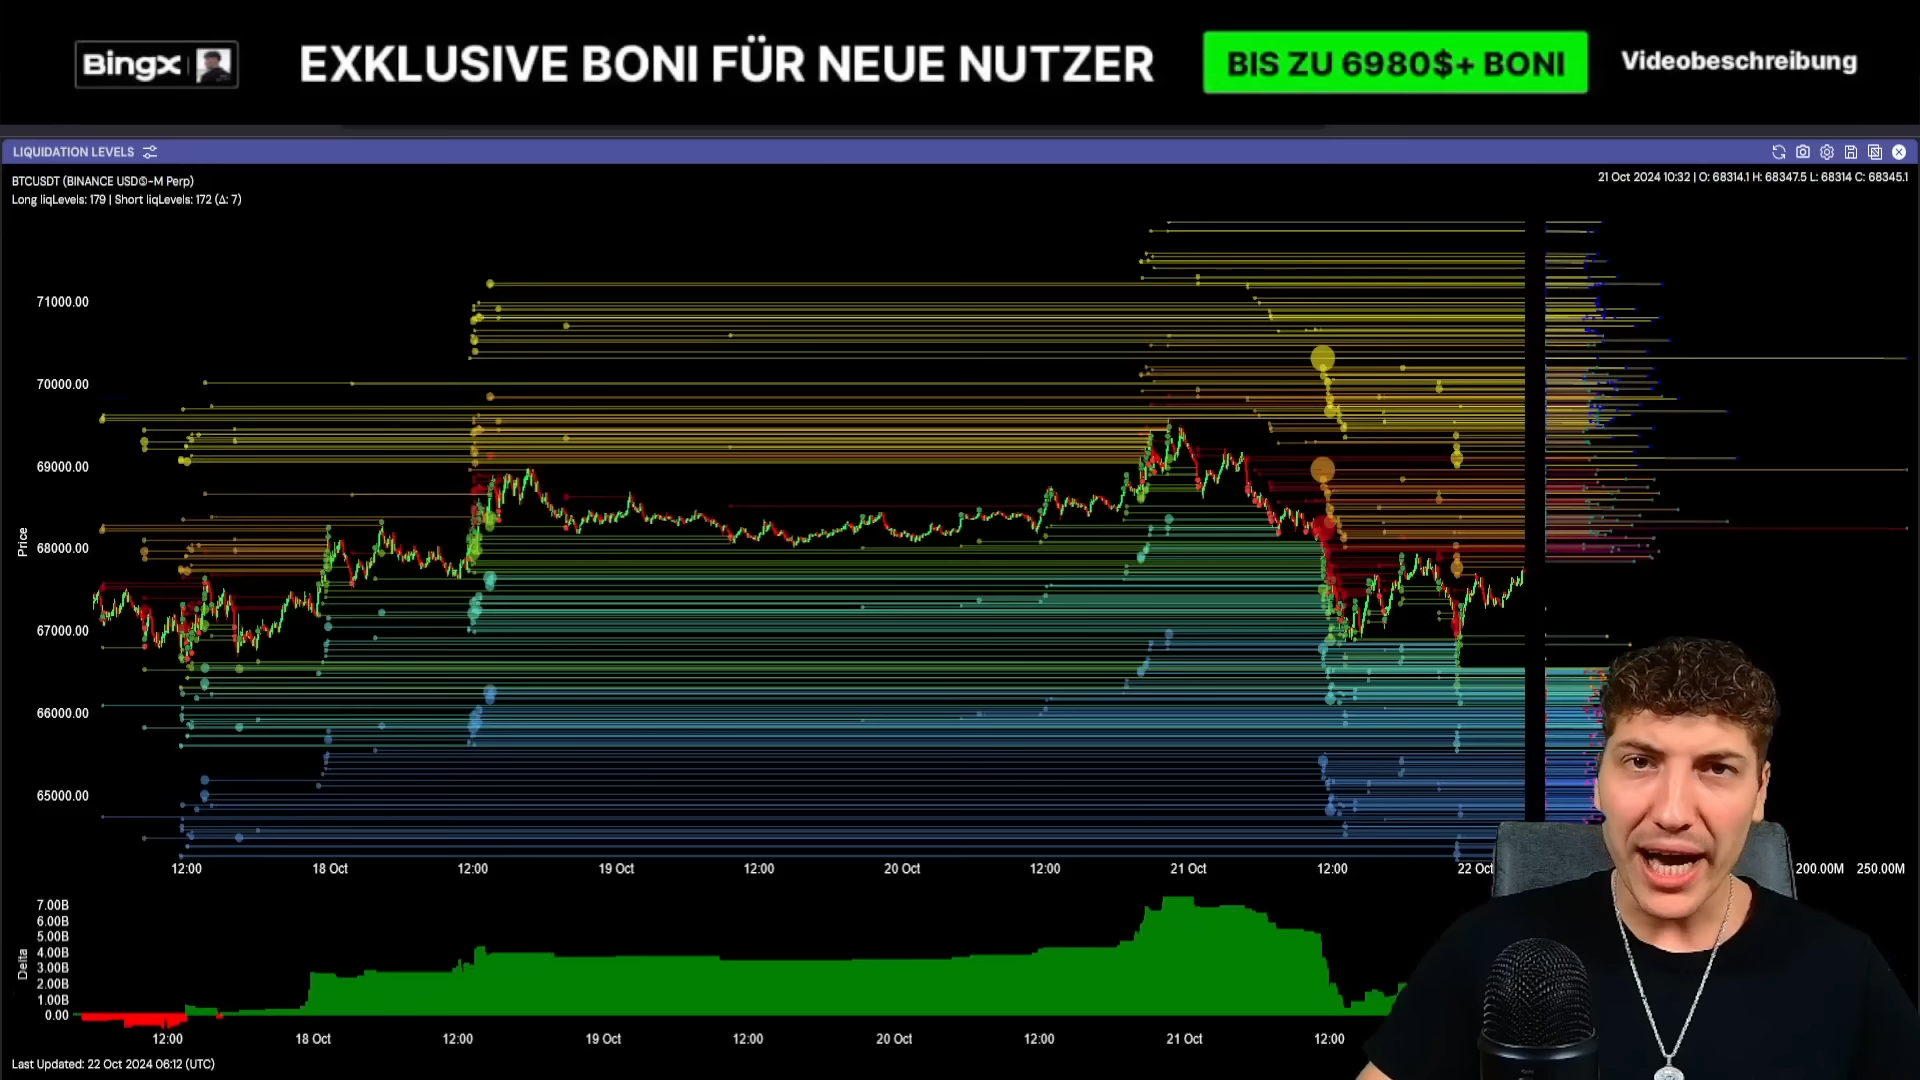 Bingx
EXKLUSIVE BONI FÜR NEUE NUTZER
BIS ZU 6980$+ BONI
Videobeschreibung
LIQUIDATION LEVELS
BTCUSDT (BINANCE USDⓈ-M Perp)
21 Oct 2024 10:32 | O: 68314.1 H: 68347.5 L: 68314 C: 68345.1
Long liqLevels: 179 | Short liqLevels: 172 (Δ: 7)
71000.00
70000.00
69000.00
68000.00
67000.00
66000.00
65000.00
Price
12:00 18 Oct 12:00 19 Oct 12:00 20 Oct 12:00 21 Oct 12:00 22 Oct 200.00M 250.00M
7.00B
6.00B
5.00B
4.00B
3.00B
2.00B
1.00B
0.00
Delta
12:00 18 Oct 12:00 19 Oct 12:00 20 Oct 12:00 21 Oct 12:00
Last Updated: 22 Oct 2024 06:12 (UTC)